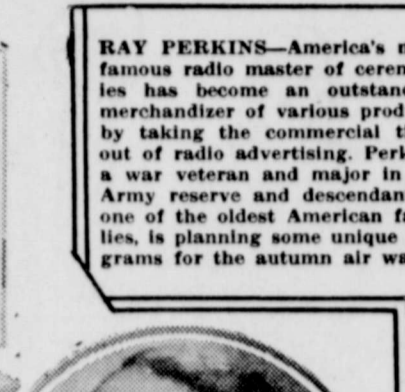 RAY PERKINS—America's
famous radio master of ceren
ies has become an outstan
merchandizer of various prod
by taking the commercial t
out of radio advertising. Perk
a war veteran and major in
Army reserve and descendan
one of the oldest American fa
lies, is planning some unique
grams for the autumn air wa